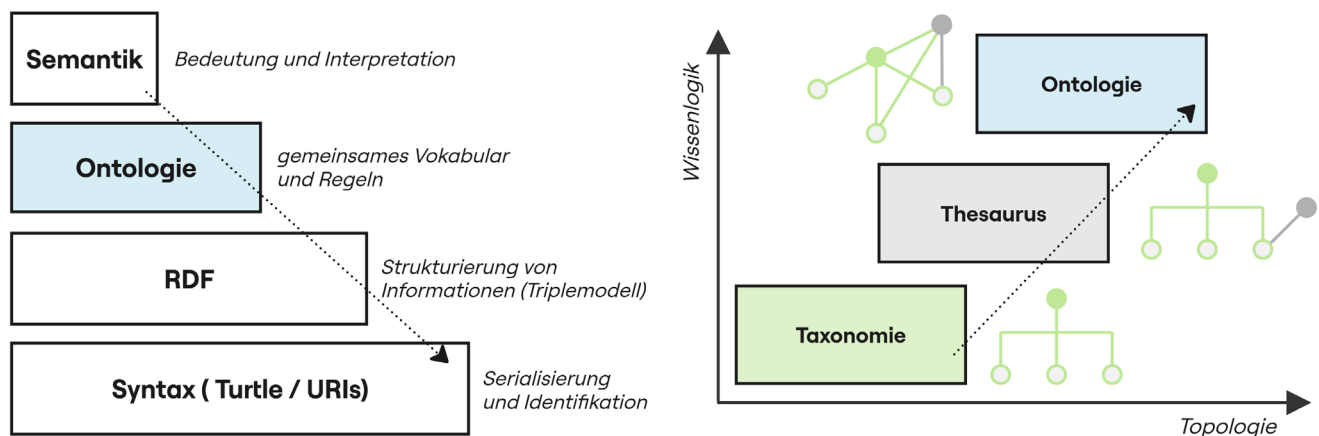 Semantik
Bedeutung und Interpretation
Ontologie
gemeinsames Vokabular
und Regeln
RDF
Strukturierung von
Informationen (Triplemodell)
Syntax ( Turtle / URIs)
Serialisierung
und Identifikation
Wissenlogik
Ontologie
Thesaurus
Taxonomie
Topologie